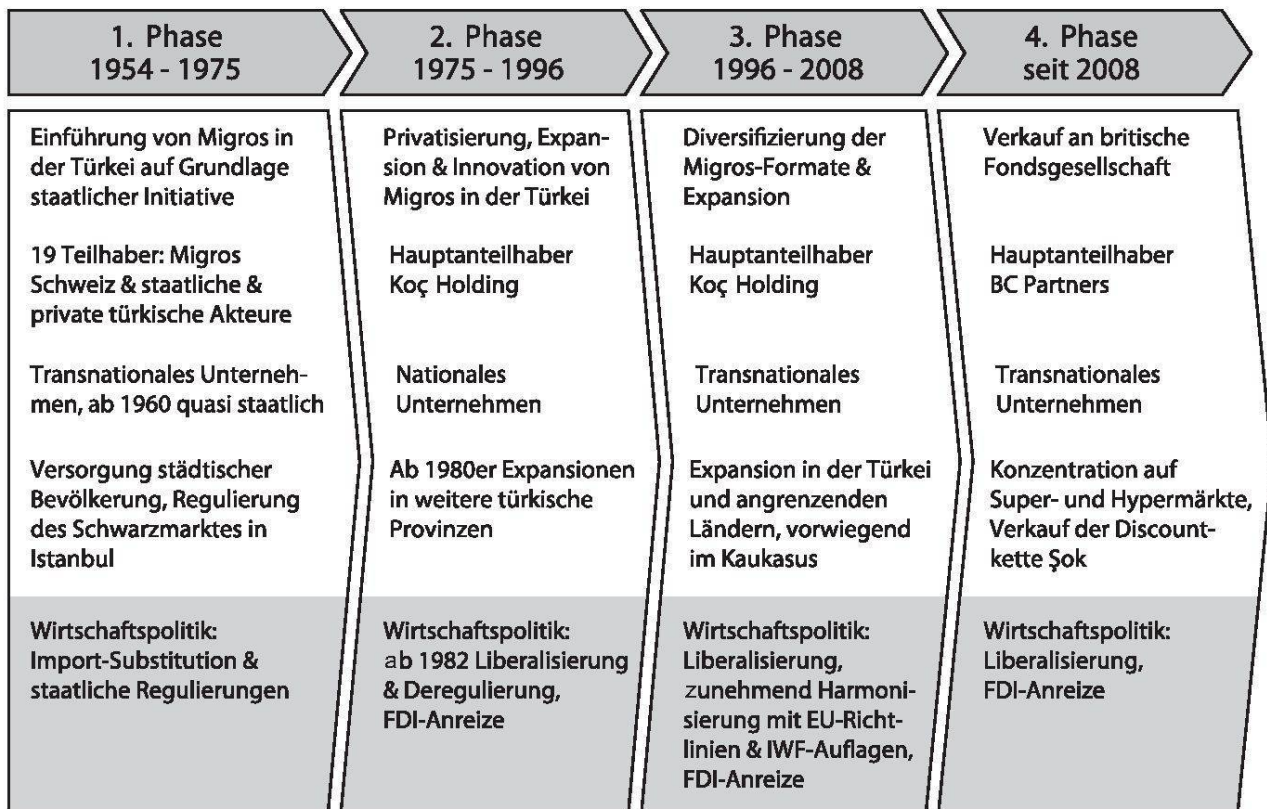 1. Phase
1954 - 1975
2. Phase
1975 - 1996
3. Phase
1996 - 2008
4. Phase
seit 2008
Einführung von Migros in
der Türkei auf Grundlage
staatlicher Initiative
19 Teilhaber: Migros
Schweiz & staatliche &
private türkische Akteure
Transnationales Unterneh-
men, ab 1960 quasi staatlich
Versorgung städtischer
Bevölkerung, Regulierung
des Schwarzmarktes in
Istanbul
Wirtschaftspolitik:
Import-Substitution &
staatliche Regulierungen
Privatisierung, Expan-
sion & Innovation von
Migros in der Türkei
Hauptanteilhaber
Koç Holding
Nationales
Unternehmen
Ab 1980er Expansionen
in weitere türkische
Provinzen
Wirtschaftspolitik:
ab 1982 Liberalisierung
& Deregulierung,
FDI-Anreize
Diversifizierung der
Migros-Formate &
Expansion
Hauptanteilhaber
Koç Holding
Transnationales
Unternehmen
Expansion in der Türkei
und angrenzenden
Ländern, vorwiegend
im Kaukasus
Wirtschaftspolitik:
Liberalisierung,
zunehmend Harmoni-
sierung mit EU-Richt-
linien & IWF-Auflagen,
FDI-Anreize
Verkauf an britische
Fondsgesellschaft
Hauptanteilhaber
BC Partners
Transnationales
Unternehmen
Konzentration auf
Super- und Hypermärkte,
Verkauf der Discount-
kette Şok
Wirtschaftspolitik:
Liberalisierung,
FDI-Anreize